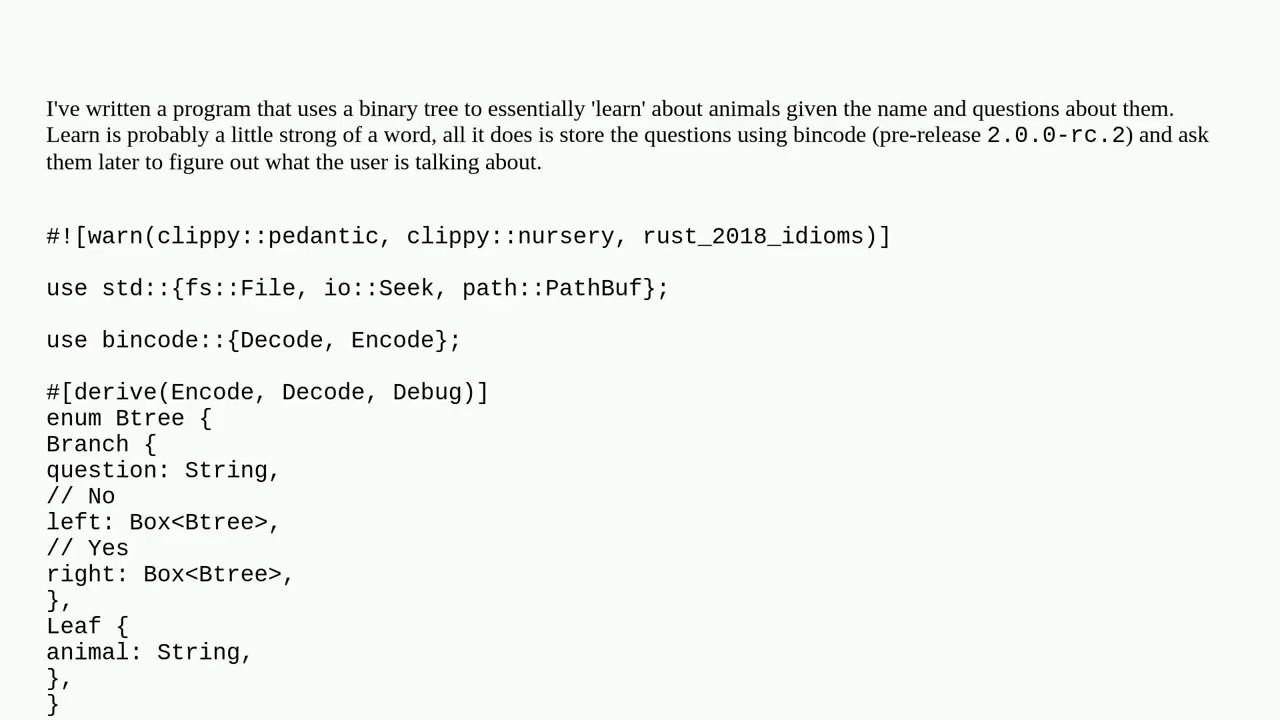 I've written a program that uses a binary tree to essentially 'learn' about animals given the name and questions about them.
Learn is probably a little strong of a word, all it does is store the questions using bincode (pre-release 2.0.0-rc.2) and ask
them later to figure out what the user is talking about.
#![warn(clippy::pedantic, clippy::nursery, rust_2018_idioms)]
use std::{fs::File, io::Seek, path::PathBuf};
use bincode::{Decode, Encode};
#[derive(Encode, Decode, Debug)]
enum Btree {
Branch {
question: String,
// No
left: Box<Btree>,
// Yes
right: Box<Btree>,
},
Leaf {
animal: String,
},
}